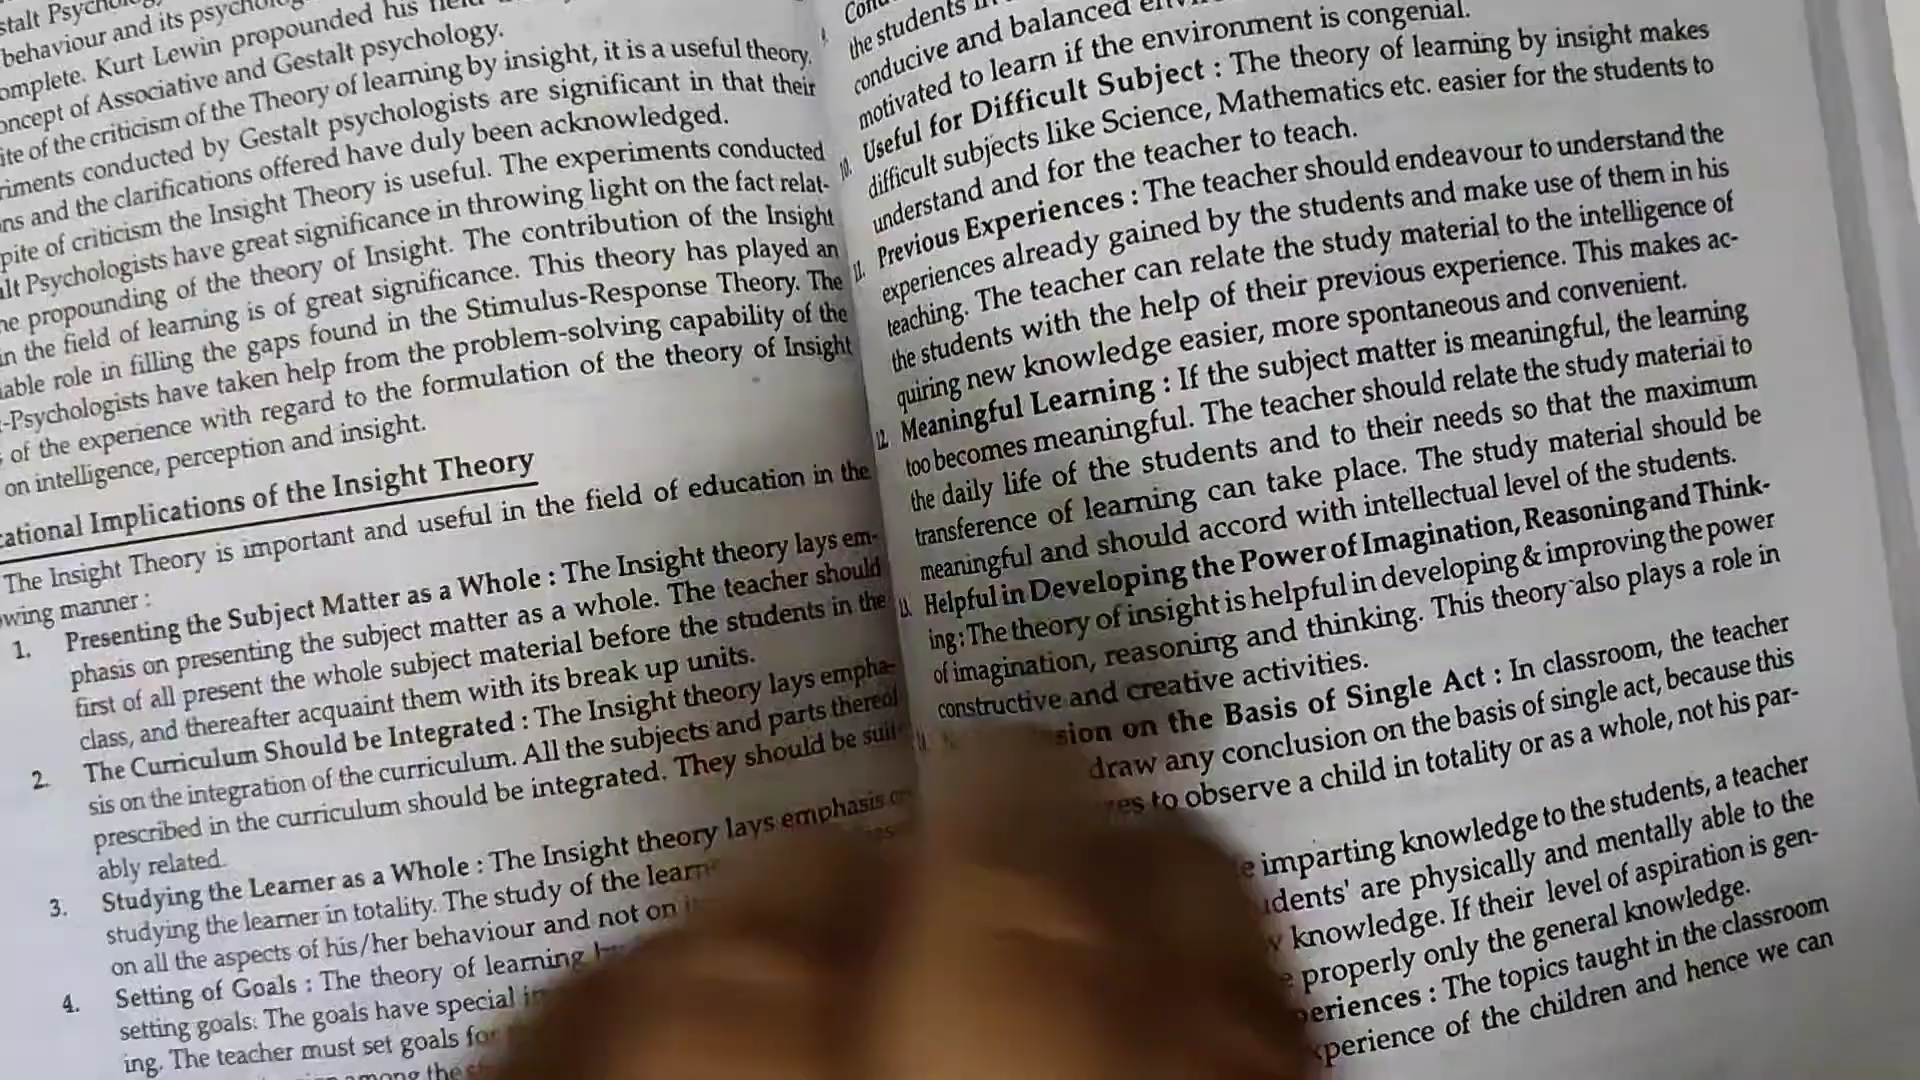 stalt Psychology
behaviour and its psychological
omplete. Kurt Lewin propounded his field
oncept of Associative and Gestalt psychology.
ite of the criticism of the Theory of learning by insight, it is a useful theory.
riments conducted by Gestalt psychologists are significant in that their
ns and the clarifications offered have duly been acknowledged.
pite of criticism the Insight Theory is useful. The experiments conducted
alt Psychologists have great significance in throwing light on the fact relat-
he propounding of the theory of Insight. The contribution of the Insight
in the field of learning is of great significance. This theory has played an
able role in filling the gaps found in the Stimulus-Response Theory. The
-Psychologists have taken help from the problem-solving capability of the
of the experience with regard to the formulation of the theory of Insight
on intelligence, perception and insight.
cational Implications of the Insight Theory
The Insight Theory is important and useful in the field of education in the
owing manner :
1. Presenting the Subject Matter as a Whole : The Insight theory lays em-
phasis on presenting the subject matter as a whole. The teacher should
first of all present the whole subject material before the students in the
class, and thereafter acquaint them with its break up units.
2. The Curriculum Should be Integrated : The Insight theory lays empha-
sis on the integration of the curriculum. All the subjects and parts thereof
prescribed in the curriculum should be integrated. They should be suit-
ably related.
3. Studying the Learner as a Whole : The Insight theory lays emphasis on
studying the learner in totality. The study of the learn
on all the aspects of his/her behaviour and not on
4. Setting of Goals : The theory of learning
setting goals. The goals have special
ing. The teacher must set goals for
among the
the students in
conducive and balanced
motivated to learn if the environment is congenial.
10. Useful for Difficult Subject : The theory of learning by insight makes
difficult subjects like Science, Mathematics etc. easier for the students to
understand and for the teacher to teach.
11. Previous Experiences : The teacher should endeavour to understand the
experiences already gained by the students and make use of them in his
teaching. The teacher can relate the study material to the intelligence of
the students with the help of their previous experience. This makes ac-
quiring new knowledge easier, more spontaneous and convenient.
12. Meaningful Learning : If the subject matter is meaningful, the learning
too becomes meaningful. The teacher should relate the study material to
the daily life of the students and to their needs so that the maximum
transference of learning can take place. The study material should be
meaningful and should accord with intellectual level of the students.
13. Helpful in Developing the Power of Imagination, Reasoning and Think-
ing : The theory of insight is helpful in developing & improving the power
of imagination, reasoning and thinking. This theory also plays a role in
constructive and creative activities.
sion on the Basis of Single Act : In classroom, the teacher
draw any conclusion on the basis of single act, because this
es to observe a child in totality or as a whole, not his par-
e imparting knowledge to the students, a teacher
udents' are physically and mentally able to the
knowledge. If their level of aspiration is gen-
properly only the general knowledge.
periences : The topics taught in the classroom
xperience of the children and hence we can